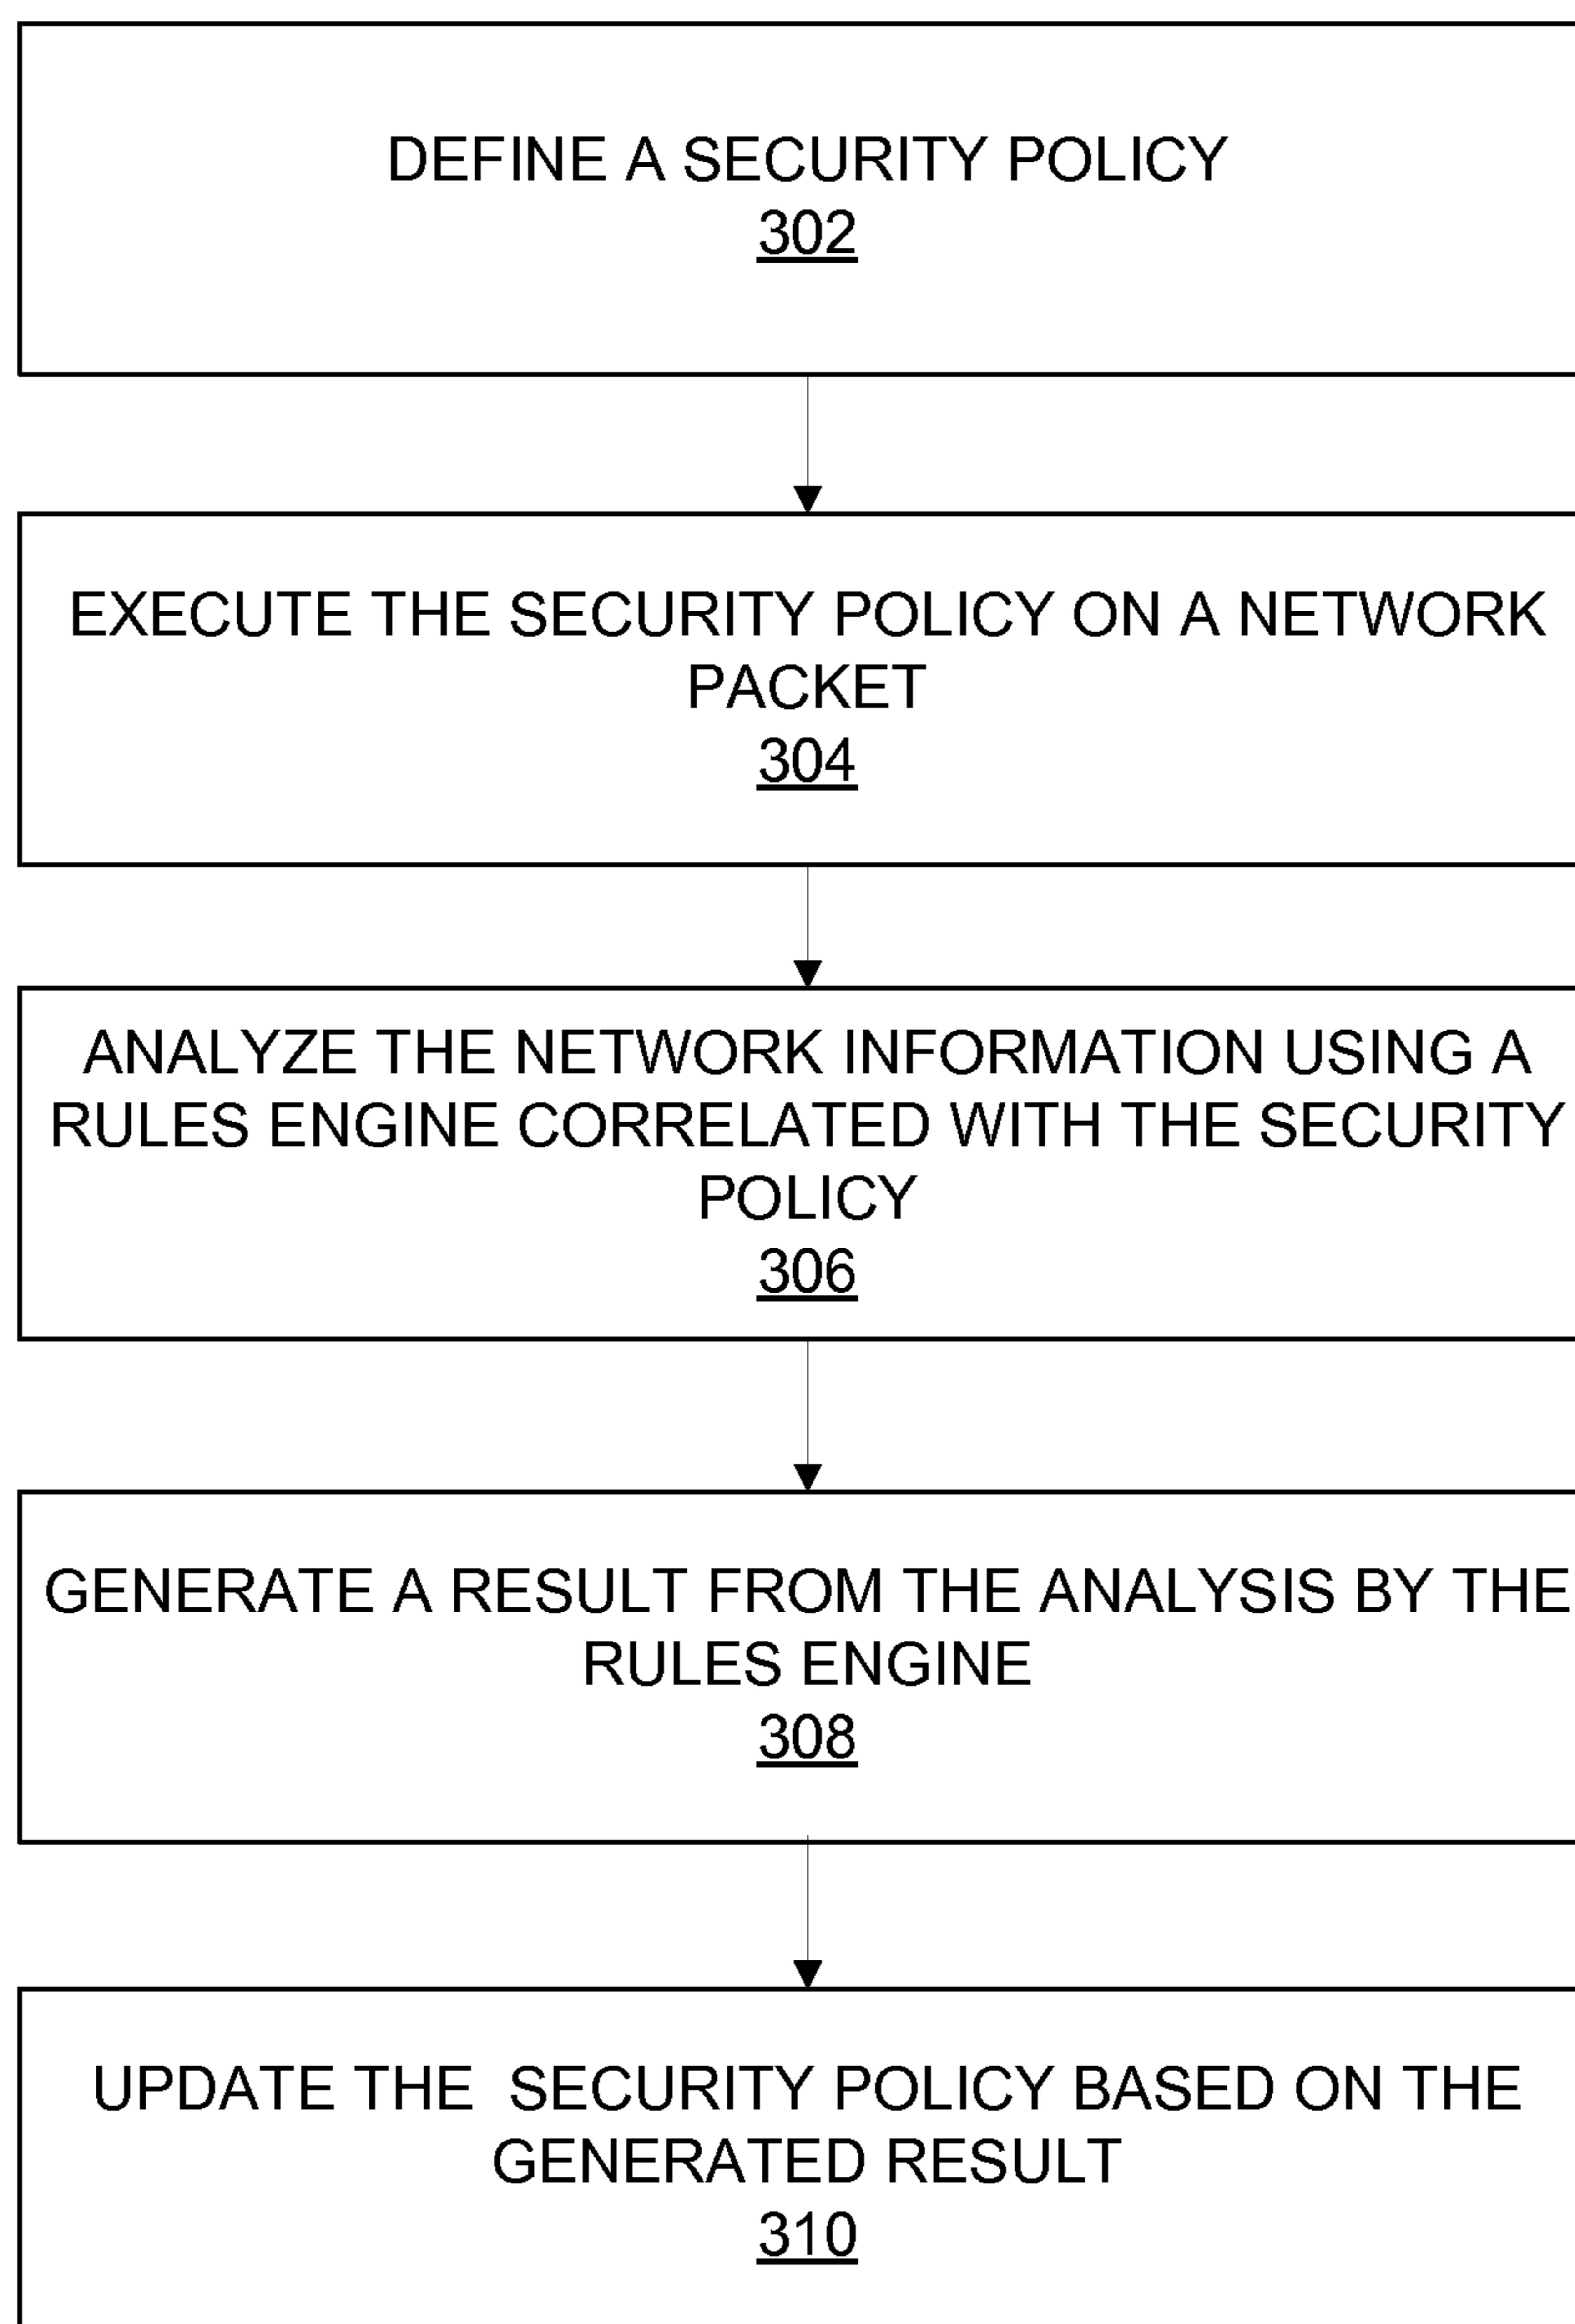 DEFINE A SECURITY POLICY
302
EXECUTE THE SECURITY POLICY ON A NETWORK
PACKET
304
ANALYZE THE NETWORK INFORMATION USING A
RULES ENGINE CORRELATED WITH THE SECURITY
POLICY
306
GENERATE A RESULT FROM THE ANALYSIS BY THE
RULES ENGINE
308
UPDATE THE SECURITY POLICY BASED ON THE
GENERATED RESULT
310